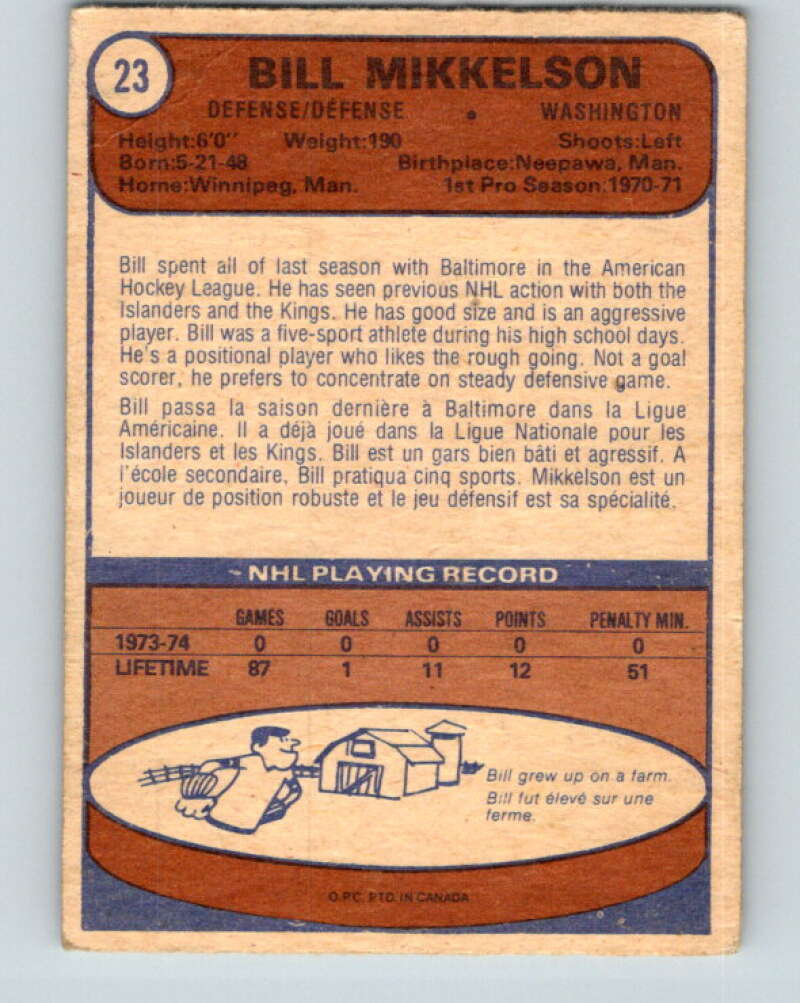 23
BILL MIKKELSON
DEFENSE/DÉFENSE • WASHINGTON
Height:6'0" Weight:190 Shoots:Left
Born:5-21-48 Birthplace:Neepawa, Man.
Home:Winnipeg, Man. 1st Pro Season:1970-71
Bill spent all of last season with Baltimore in the American
Hockey League. He has seen previous NHL action with both the
Islanders and the Kings. He has good size and is an aggressive
player. Bill was a five-sport athlete during his high school days.
He's a positional player who likes the rough going. Not a goal
scorer, he prefers to concentrate on steady defensive game.
Bill passa la saison dernière à Baltimore dans la Ligue
Américaine. Il a déjà joué dans la Ligue Nationale pour les
Islanders et les Kings. Bill est un gars bien bâti et agressif. A
l'école secondaire, Bill pratiqua cinq sports. Mikkelson est un
joueur de position robuste et le jeu défensif est sa spécialité.
NHL PLAYING RECORD
GAMES GOALS ASSISTS POINTS PENALTY MIN.
1973-74 0 0 0 0 0
LIFETIME 87 1 11 12 51
Bill grew up on a farm.
Bill fut élevé sur une
ferme.
O.P.C. PTD. IN CANADA